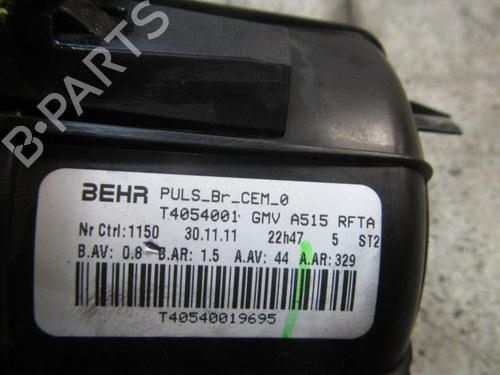 B-PARTS
BEHR PULS_Br_CEM_0
T4054001 GMV A515 RFTA
Nr Ctrl:1150 30.11.11 22h47 5 ST2
B.AV: 0.8 B.AR: 1.5 A.AV: 44 A.AR:329
T40540019695